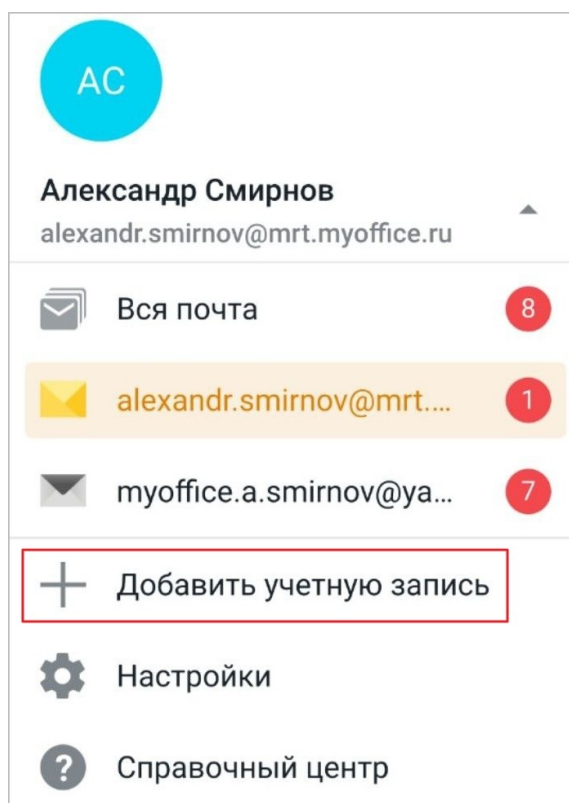 АС
Александр Смирнов
alexandr.smirnov@mrt.myoffice.ru
Вся почта 8
alexandr.smirnov@mrt.... 1
myoffice.a.smirnov@ya... 7
Добавить учетную запись
Настройки
? Справочный центр